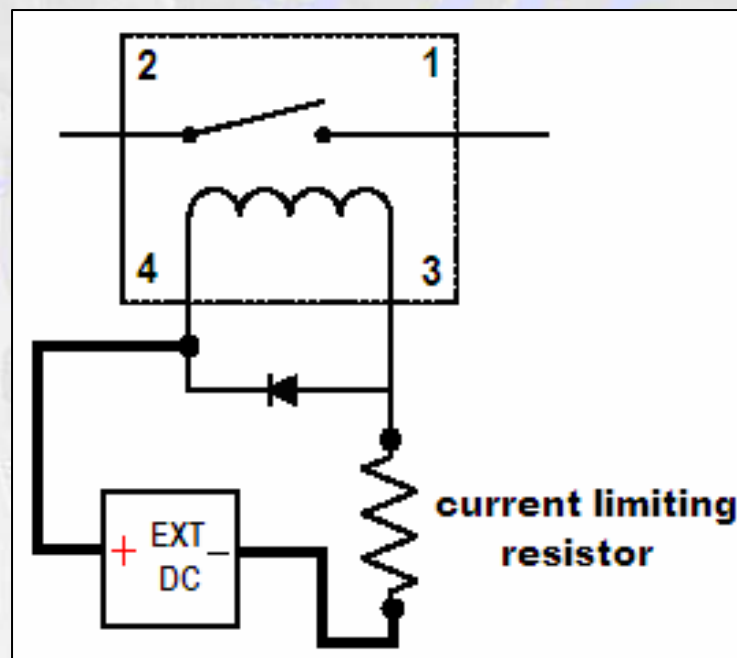 2 1
4 3
+ EXT −
DC
current limiting
resistor